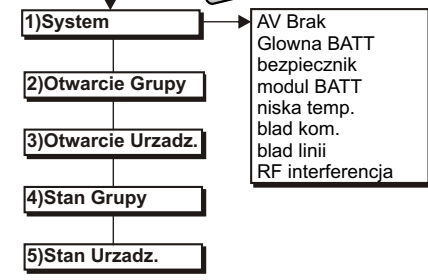 1)System
AV Brak
Glowna BATT
bezpiecznik
modul BATT
niska temp.
blad kom.
blad linii
RF interferencja
2)Otwarcie Grupy
3)Otwarcie Urzadz.
4)Stan Grupy
5)Stan Urzadz.